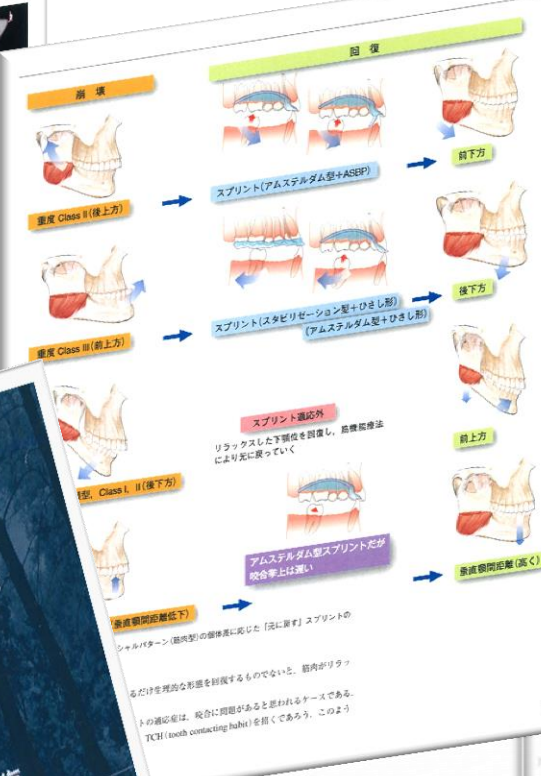 崩壊
回復
重度 Class II(後上方)
スプリント(アムステルダム型+ASBP)
前下方
重度 Class III(前上方)
スプリント(スタビリゼーション型+ひさし形)
(アムステルダム型+ひさし形)
後下方
型,Class I, II(後下方)
スプリント適応外
リラックスした下顎位を回復し,筋機能療法
により元に戻っていく
前上方
垂直顎間距離低下)
アムステルダム型スプリントだが
咬合挙上は遅い
垂直顎間距離(高く)
シャルパターン(筋肉型)の個体差に応じた「元に戻す」スプリントの
るだけ生理的な形態を回復するものでないと,筋肉がリラッ
トの適応症は,咬合に問題があると思われるケースである.
TCH(tooth contacting habit)を招くであろう.このよう